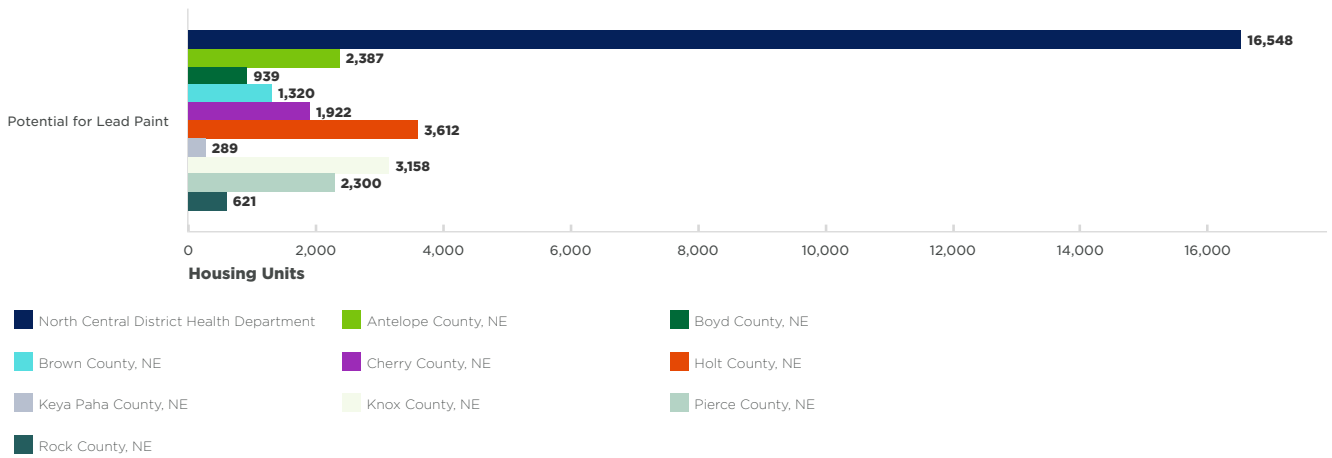 16,548
2,387
939
1,320
1,922
Potential for Lead Paint
3,612
289
3,158
2,300
621
0 2,000 4,000 6,000 8,000 10,000 12,000 14,000 16,000
Housing Units
North Central District Health Department Antelope County, NE Boyd County, NE
Brown County, NE Cherry County, NE Holt County, NE
Keya Paha County, NE Knox County, NE Pierce County, NE
Rock County, NE